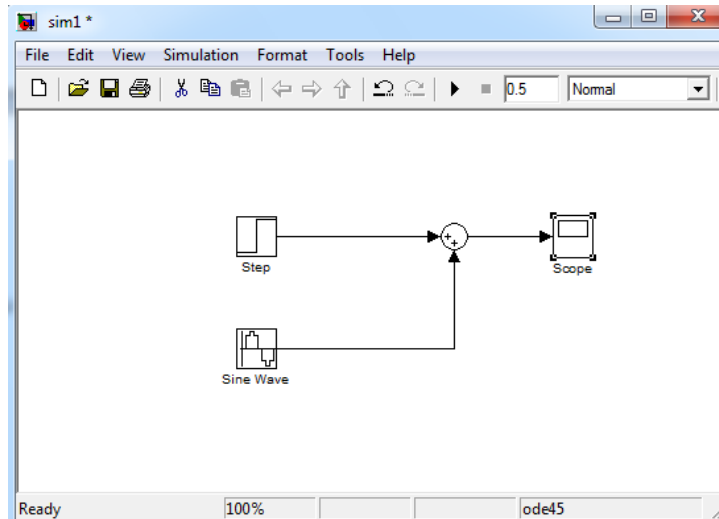 sim1 *
File Edit View Simulation Format Tools Help
0.5 Normal
Step
Scope
Sine Wave
Ready 100% ode45